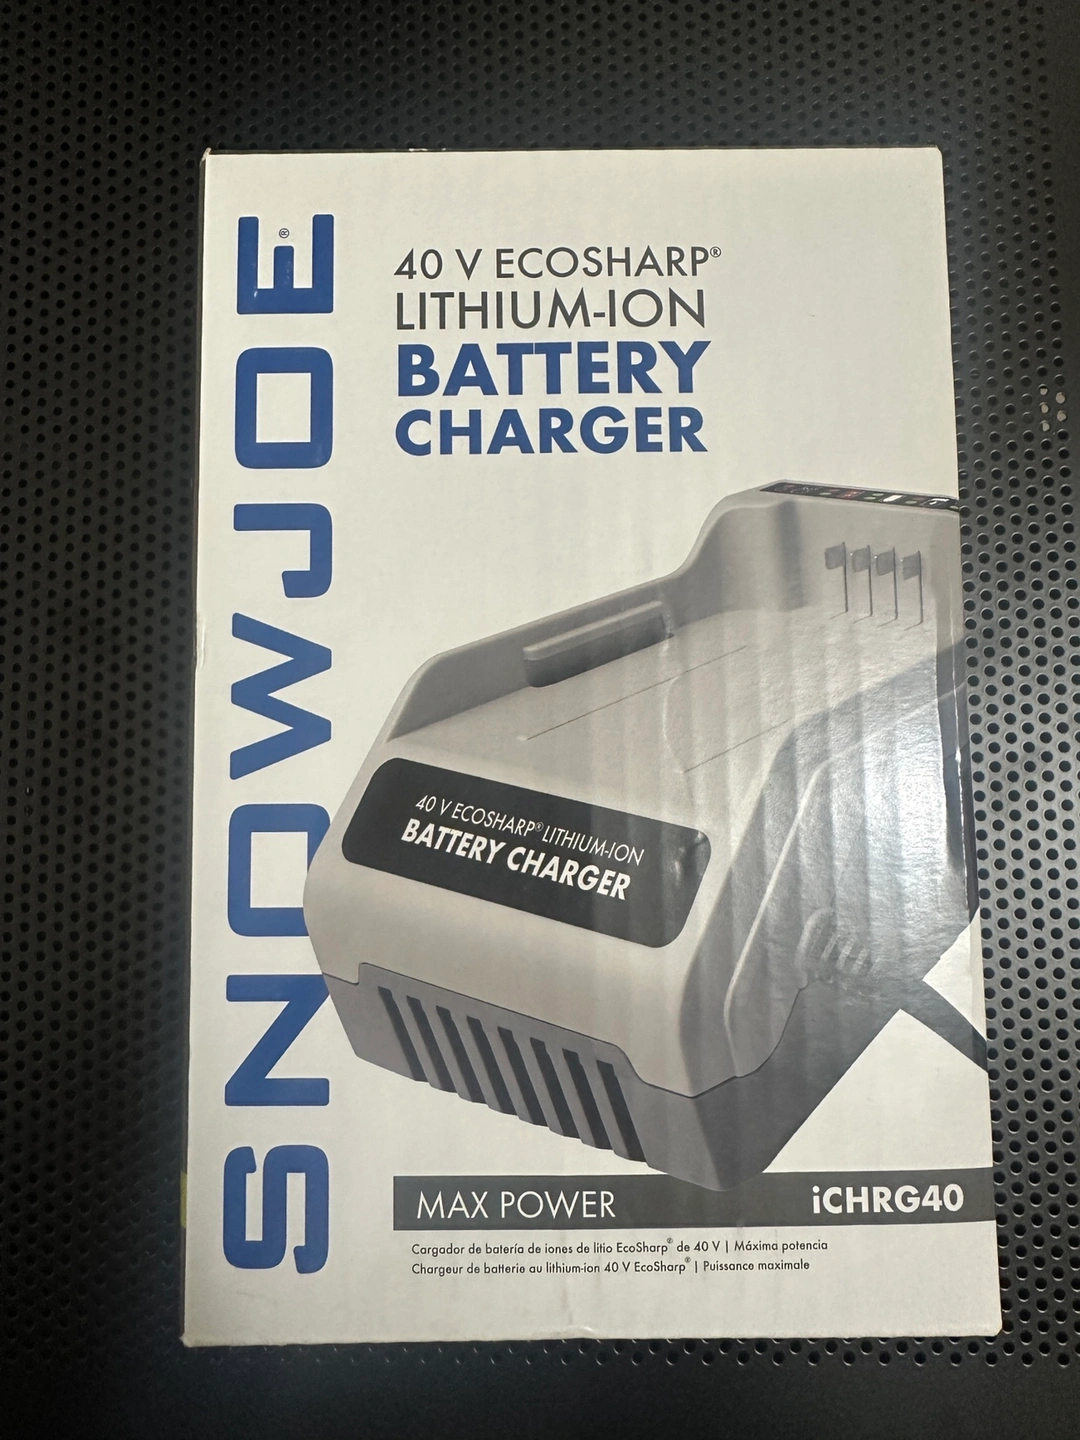 SNOWJOE®
40 V ECOSHARP®
LITHIUM-ION
BATTERY
CHARGER
40 V ECOSHARP® LITHIUM-ION
BATTERY CHARGER
MAX POWER
iCHRG40
Cargador de batería de iones de litio EcoSharp® de 40 V | Máxima potencia
Chargeur de batterie au lithium-ion 40 V EcoSharp® | Puissance maximale